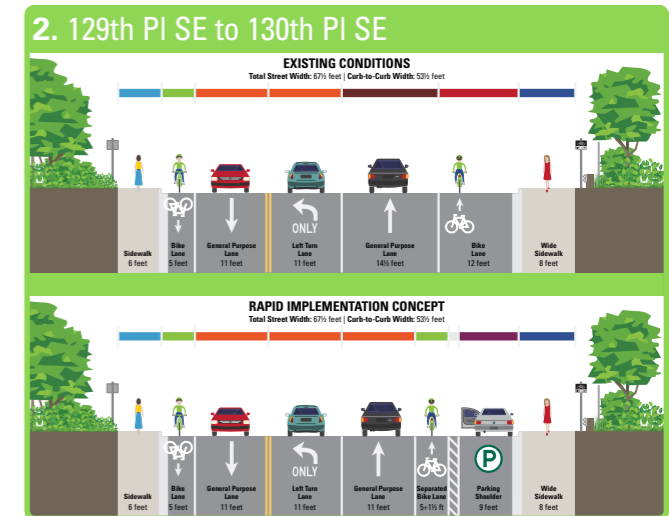 2. 129th Pl SE to 130th Pl SE
EXISTING CONDITIONS
Total Street Width: 67½ feet | Curb-to-Curb Width: 53½ feet
ONLY
Sidewalk
6 feet
Bike
Lane
5 feet
General Purpose
Lane
11 feet
Left Turn
Lane
11 feet
General Purpose
Lane
14½ feet
Bike
Lane
12 feet
Wide
Sidewalk
8 feet
RAPID IMPLEMENTATION CONCEPT
Total Street Width: 67½ feet | Curb-to-Curb Width: 53½ feet
ONLY
P
Sidewalk
6 feet
Bike
Lane
5 feet
General Purpose
Lane
11 feet
Left Turn
Lane
11 feet
General Purpose
Lane
11 feet
Separated
Bike Lane
5+1½ ft
Parking
Shoulder
9 feet
Wide
Sidewalk
8 feet